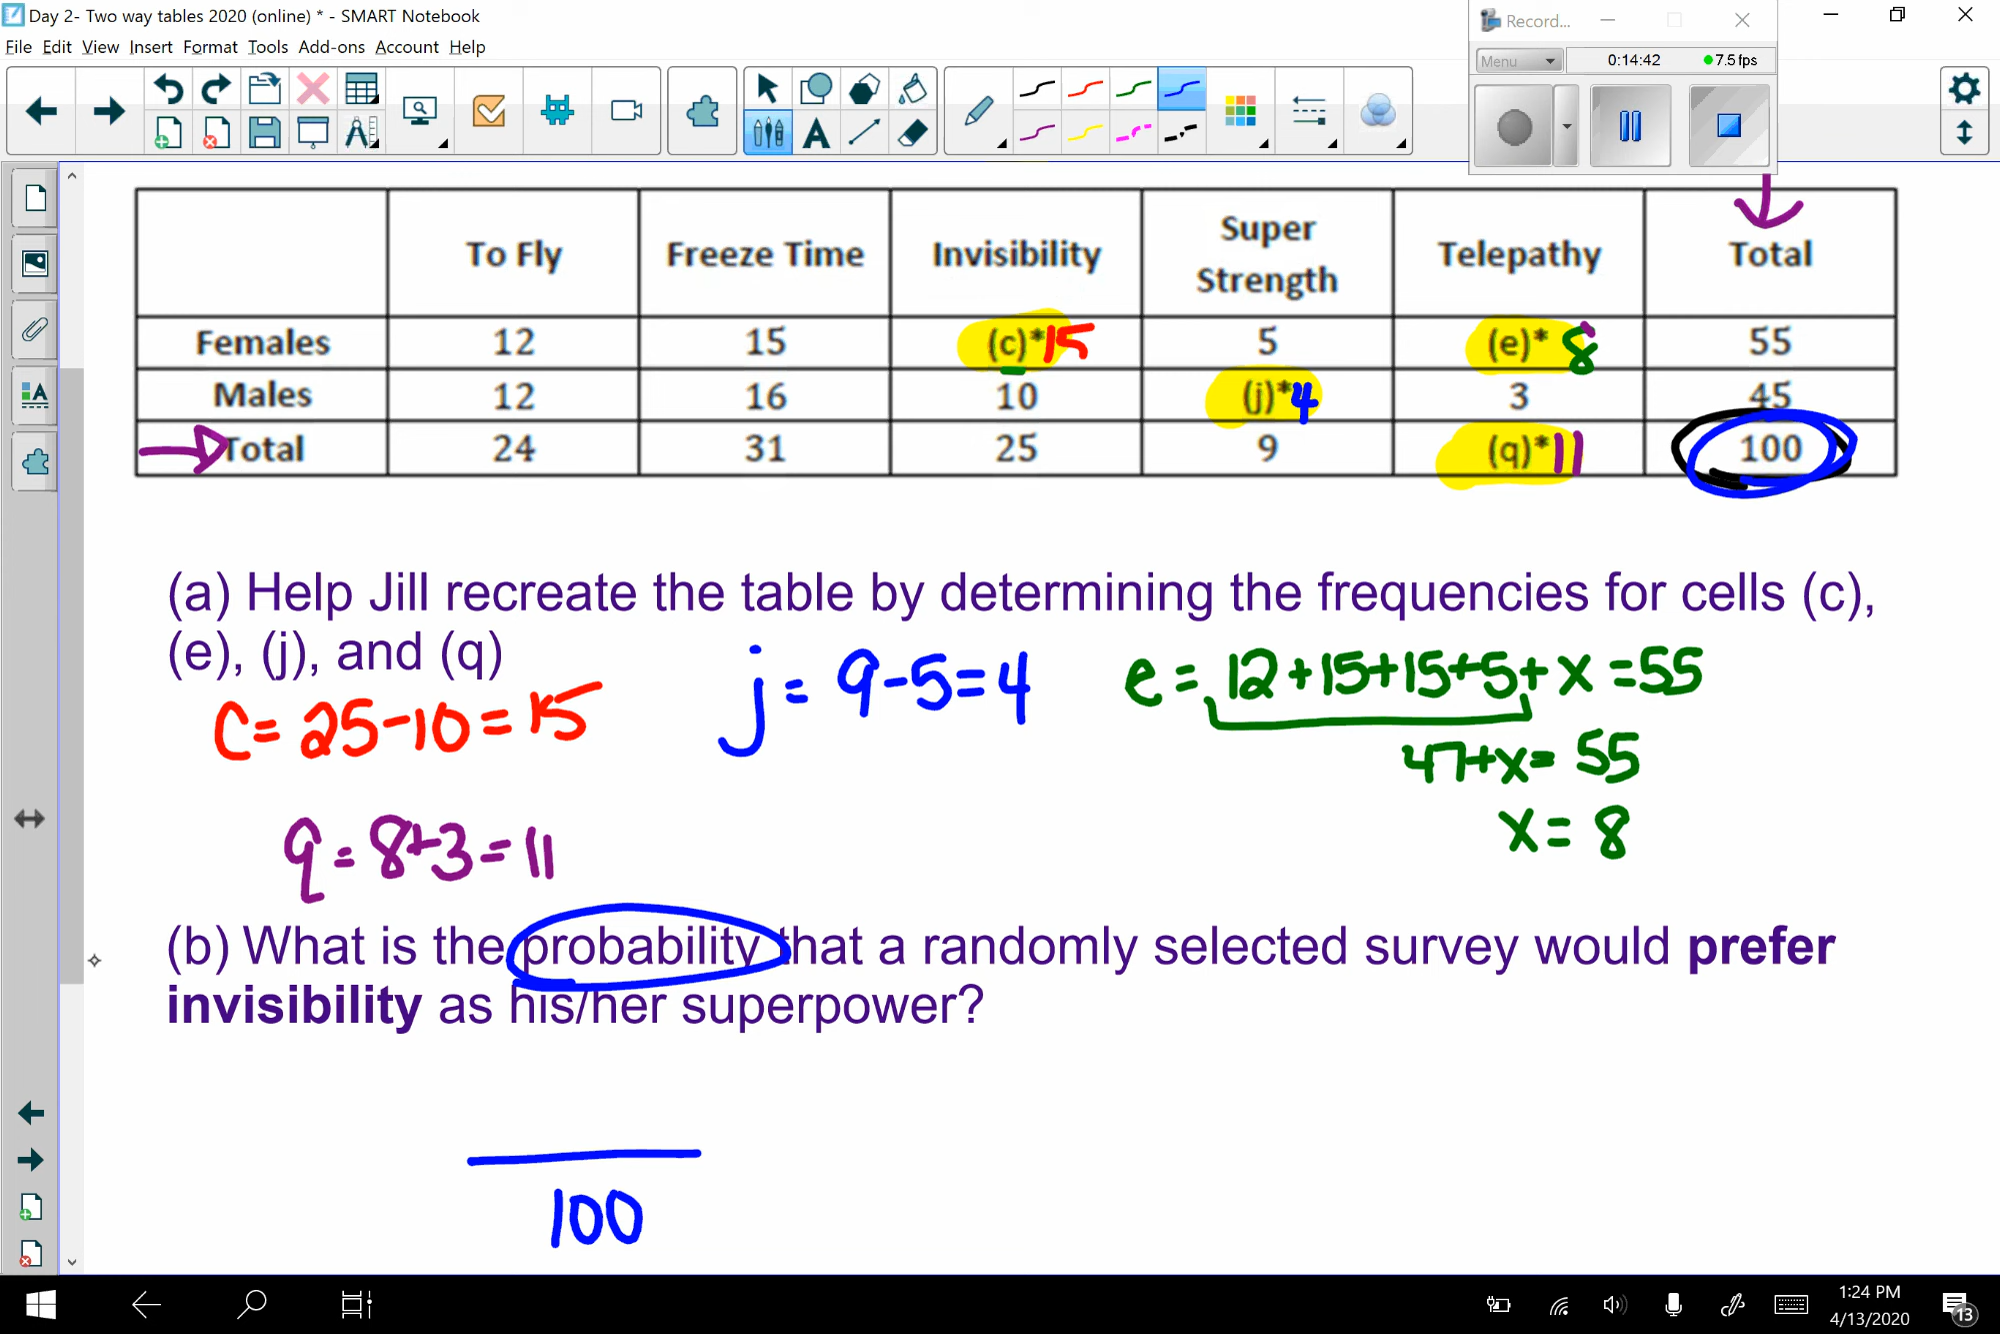 Day 2- Two way tables 2020 (online) * - SMART Notebook
Record...
File Edit View Insert Format Tools Add-ons Account Help
Menu 0:14:42 7.5 fps
A
To Fly Freeze Time Invisibility Super Strength Telepathy Total
Females 12 15 (c)* 15 5 (e)* 8 55
Males 12 16 10 (j)* 4 3 45
Total 24 31 25 9 (q)* 11 100
(a) Help Jill recreate the table by determining the frequencies for cells (c),
(e), (j), and (q)
c= 25-10=15
j= 9-5=4
e= 12+15+15+5+x=55
47+x= 55
x= 8
q=8+3=11
(b) What is the probability that a randomly selected survey would prefer
invisibility as his/her superpower?
100
1:24 PM
4/13/2020
13